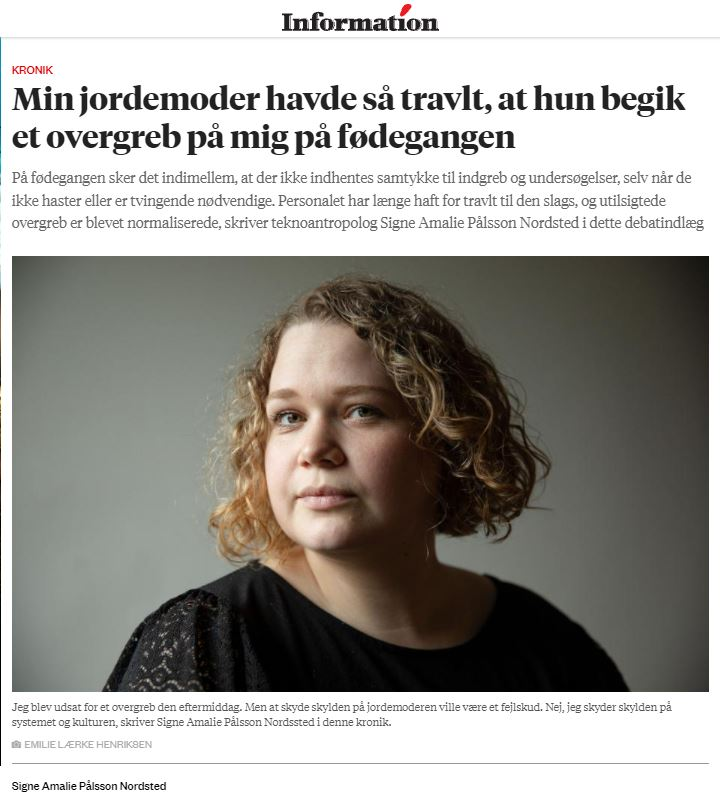 Information
KRONIK
Min jordemoder havde så travlt, at hun begik
et overgreb på mig på fødegangen
På fødegangen sker det indimellem, at der ikke indhentes samtykke til indgreb og undersøgelser, selv når de
ikke haster eller er tvingende nødvendige. Personalet har længe haft for travlt til den slags, og utilsigtede
overgreb er blevet normaliserede, skriver teknoantropolog Signe Amalie Pålsson Nordsted i dette debatindlæg
Jeg blev udsat for et overgreb den eftermiddag. Men at skyde skylden på jordemoderen ville være et fejlskud. Nej, jeg skyder skylden på
systemet og kulturen, skriver Signe Amalie Pålsson Nordssted i denne kronik.
EMILIE LÆRKE HENRIKSEN
Signe Amalie Pålsson Nordsted